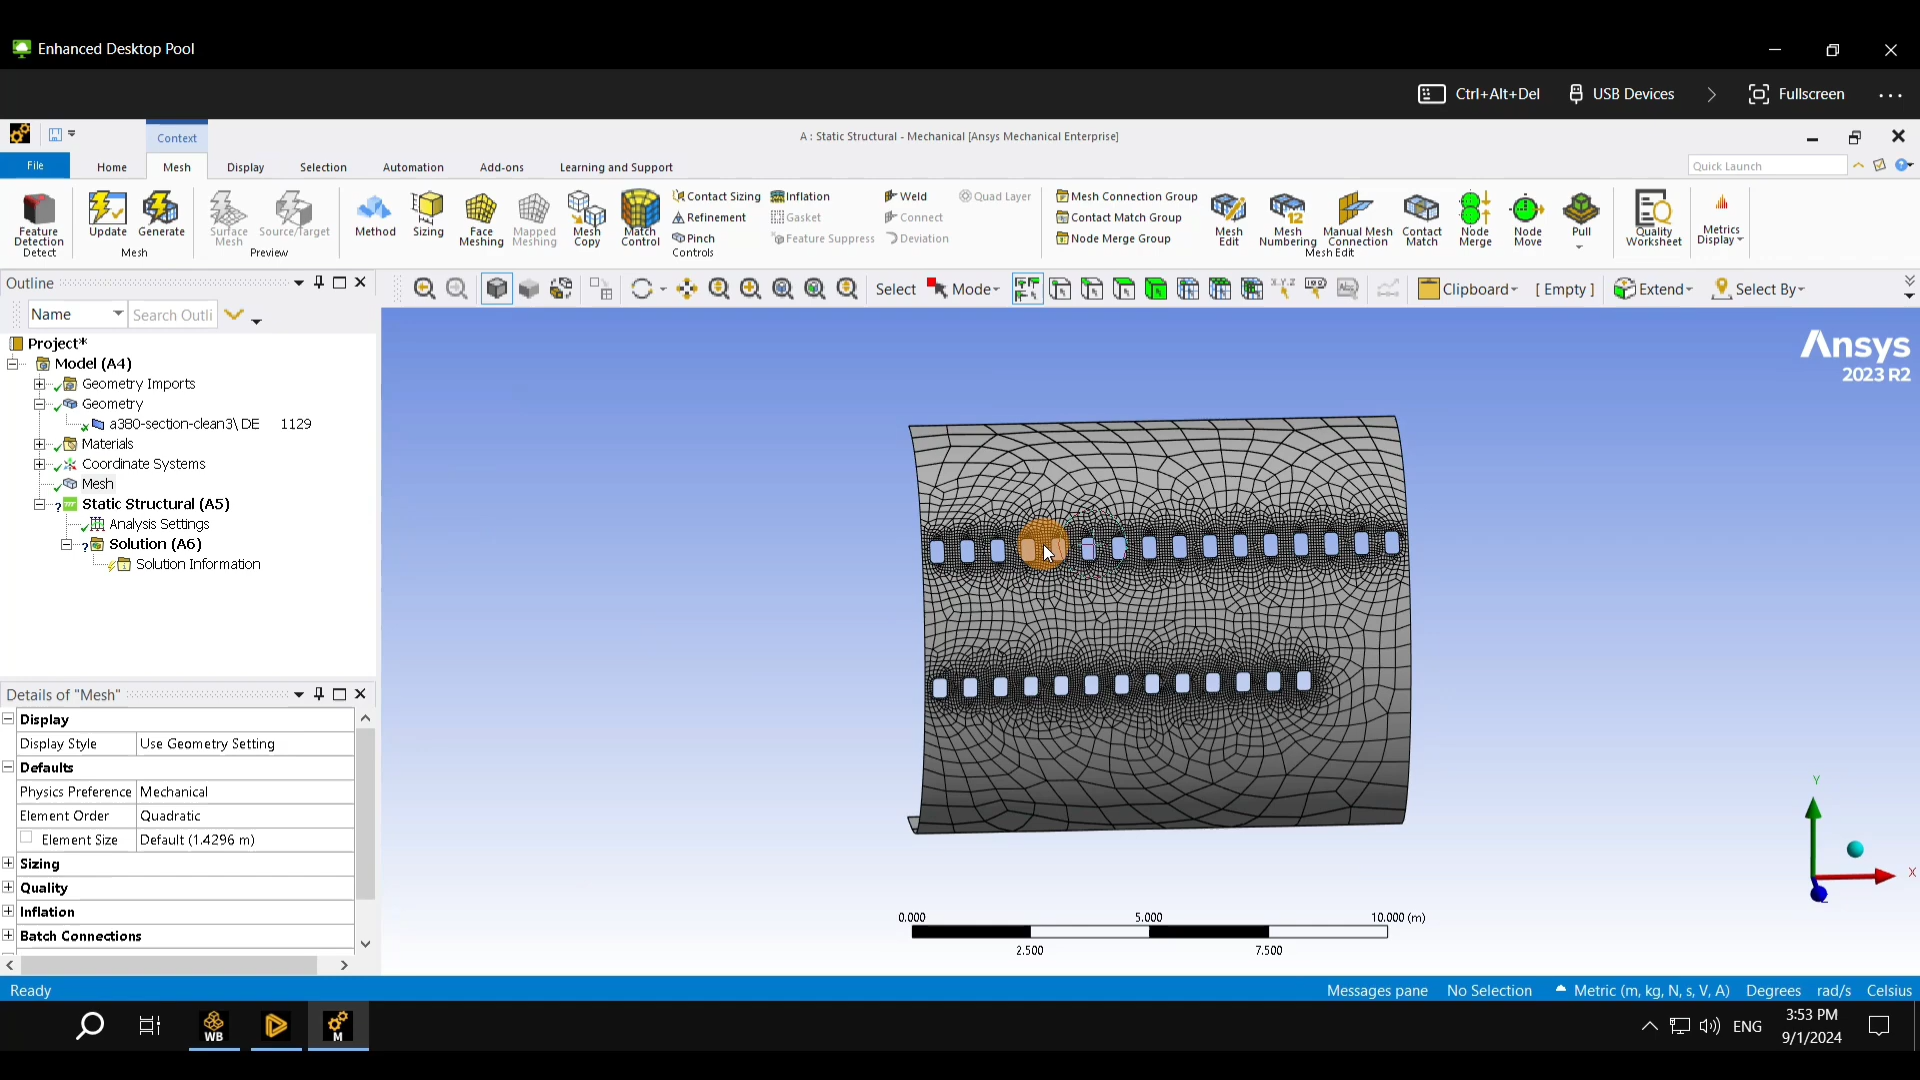 Enhanced Desktop Pool
Ctrl+Alt+Del
USB Devices
Fullscreen
Context
A : Static Structural - Mechanical [Ansys Mechanical Enterprise]
File
Home
Mesh
Display
Selection
Automation
Add-ons
Learning and Support
Quick Launch
Feature
Detection
Detect
Update
Generate
Mesh
Surface
Mesh
Source/Target
Preview
Method
Sizing
Face
Meshing
Mapped
Meshing
Mesh
Copy
Match
Control
Contact Sizing
Refinement
Pinch
Controls
Inflation
Gasket
Feature Suppress
Weld
Connect
Deviation
Quad Layer
Mesh Connection Group
Contact Match Group
Node Merge Group
Mesh
Edit
12
Mesh
Numbering
Manual Mesh
Connection
Contact
Match
Node
Merge
Node
Move
Pull
Mesh Edit
Quality
Worksheet
Metrics
Display
Outline
Select
Mode
X,Y,Z
Clipboard
[ Empty ]
Extend
Select By
Name
Search Outli
Project*
Model (A4)
Geometry Imports
Geometry
a380-section-clean3\ DE 1129
Materials
Coordinate Systems
Mesh
Static Structural (A5)
Analysis Settings
Solution (A6)
Solution Information
Ansys
2023 R2
Details of "Mesh"
Display
Display Style Use Geometry Setting
Defaults
Physics Preference Mechanical
Element Order Quadratic
Element Size Default (1.4296 m)
Sizing
Quality
Inflation
Batch Connections
Y
X
Z
0.000 5.000 10.000 (m)
2.500 7.500
Ready
Messages pane
No Selection
Metric (m, kg, N, s, V, A)
Degrees
rad/s
Celsius
WB
M
ENG
3:53 PM
9/1/2024